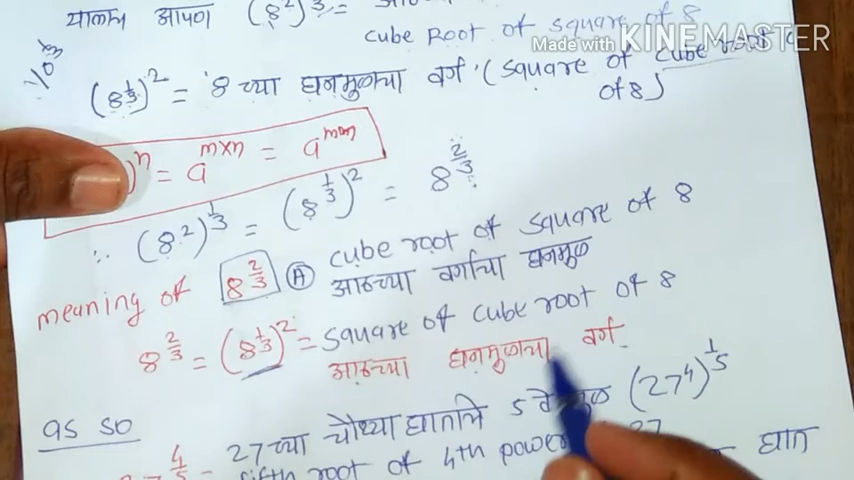 यालाच आपण (8²)^1/3 =
cube Root of square of 8
Made with KINEMASTER
(8^1/3)² = '8 च्या घनमुळाचा वर्ग' (square of cube root
of 8)
)ⁿ = a^m×n = a^mn
∴ (8²)^1/3 = (8^1/3)² = 8^2/3
meaning of 8^2/3 Ⓐ cube root of square of 8
आठच्या वर्गाचा घनमुळ
8^2/3 = (8^1/3)² = square of cube root of 8
आठच्या घनमुळाचा वर्ग
as so
4/5 = 27 च्या चौथ्या घाताचे 5 वे मुळ (27⁴)^1/5
fifth root of 4th power 27
घात